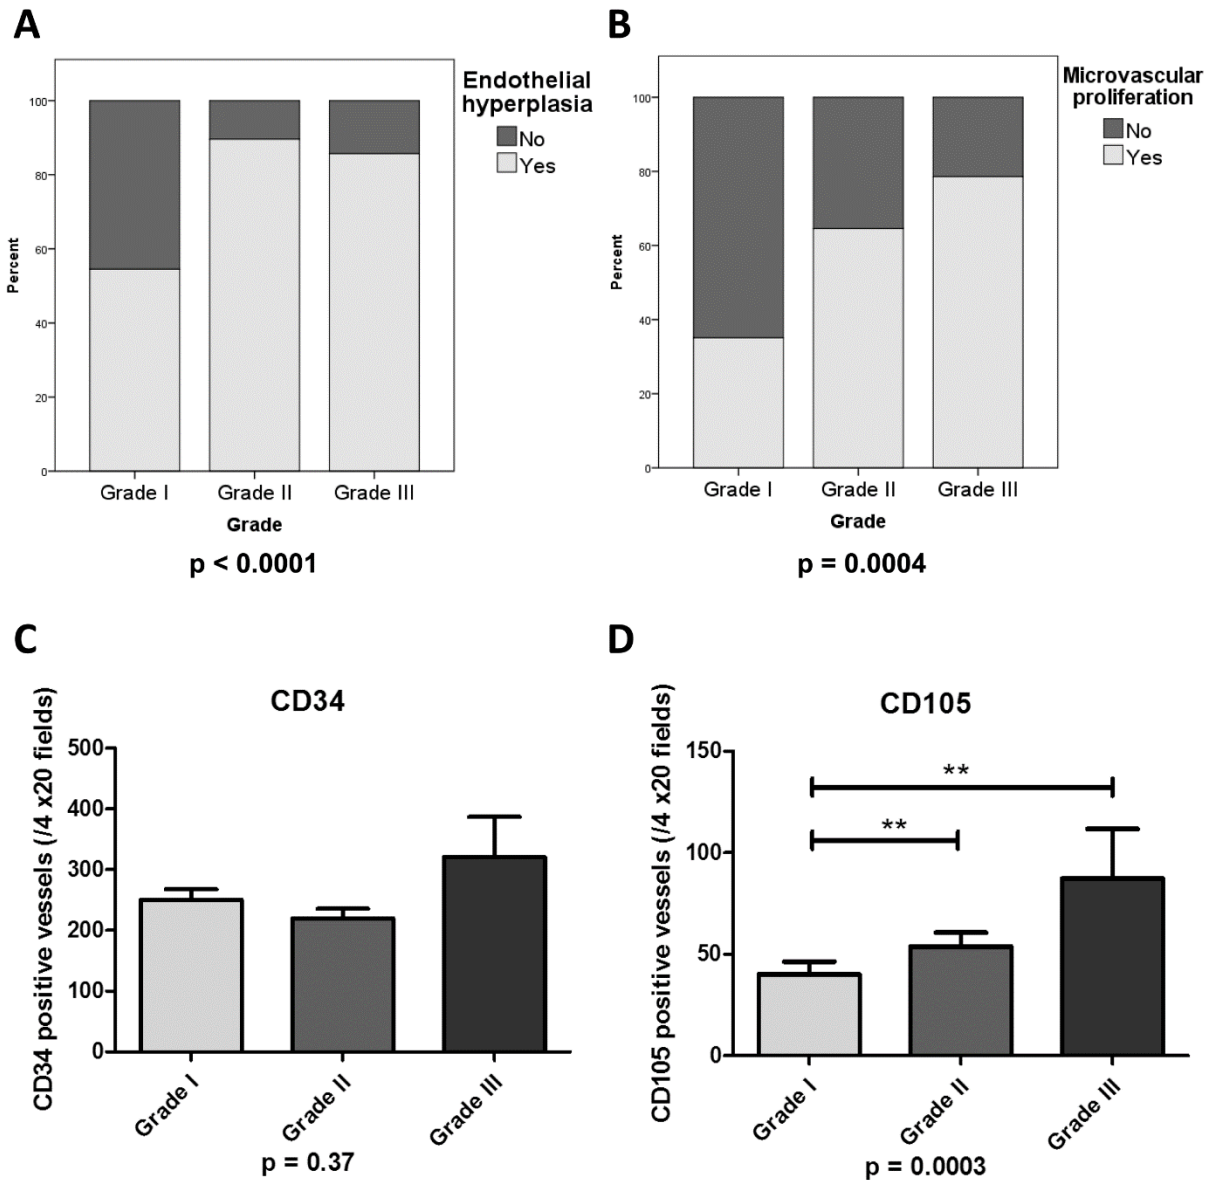 A
Endothelial
hyperplasia
No
Yes
100
80
60
40
20
0
Percent
Grade I
Grade II
Grade III
Grade
p < 0.0001
B
Microvascular
proliferation
No
Yes
100
80
60
40
20
0
Percent
Grade I
Grade II
Grade III
Grade
p = 0.0004
C
CD34
CD34 positive vessels (/4 x20 fields)
500
400
300
200
100
0
Grade I
Grade II
Grade III
p = 0.37
D
CD105
CD105 positive vessels (/4 x20 fields)
150
100
50
0
**
**
Grade I
Grade II
Grade III
p = 0.0003